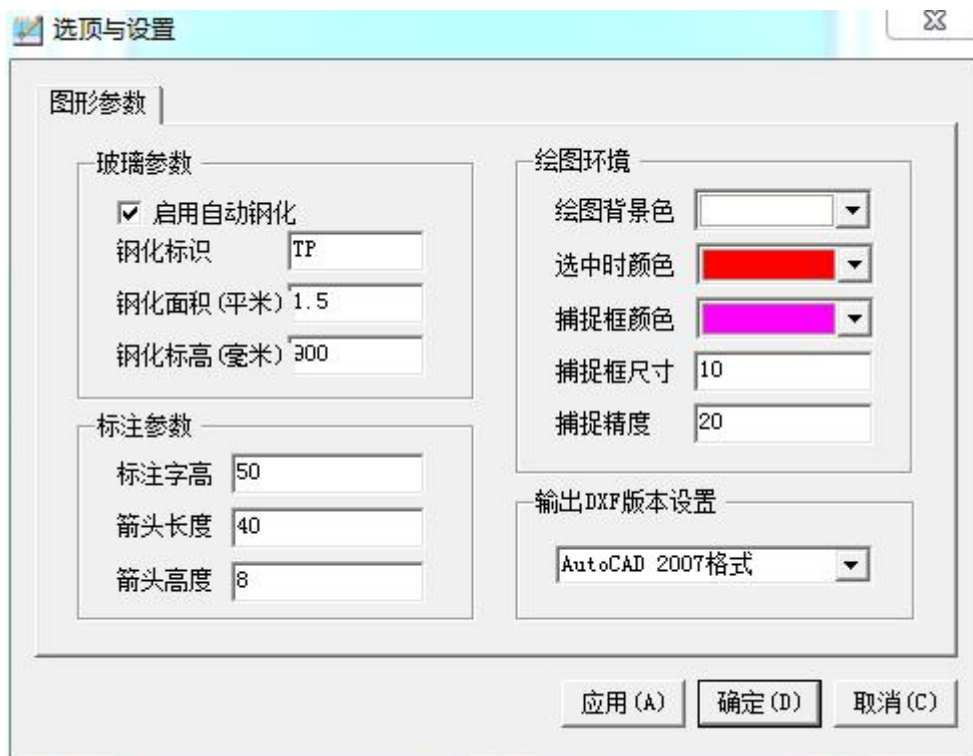 选顶与设置
图形参数
玻璃参数
启用自动钢化
钢化标识 TP
钢化面积(平米) 1.5
钢化标高(毫米) 900
标注参数
标注字高 50
箭头长度 40
箭头高度 8
绘图环境
绘图背景色
选中时颜色
捕捉框颜色
捕捉框尺寸 10
捕捉精度 20
输出DXF版本设置
AutoCAD 2007格式
应用(A) 确定(D) 取消(C)